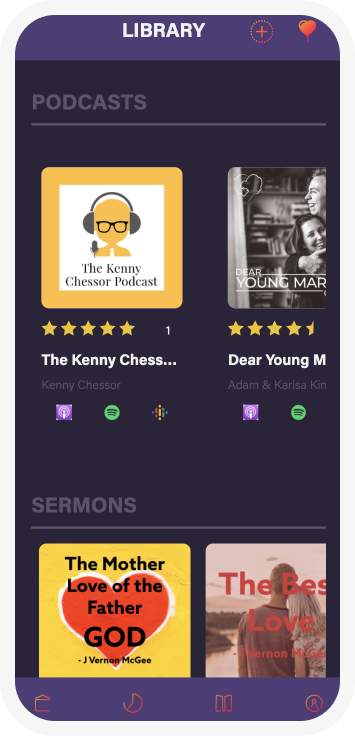 LIBRARY
PODCASTS
The Kenny
Chessor Podcast
DEAR
YOUNG MAR
1
The Kenny Chess...
Dear Young M
Kenny Chessor
Adam & Karisa Kin
SERMONS
The Mother
Love of the
Father
GOD
- J Vernon McGee
The Bes
Love
- J Vernon McGe